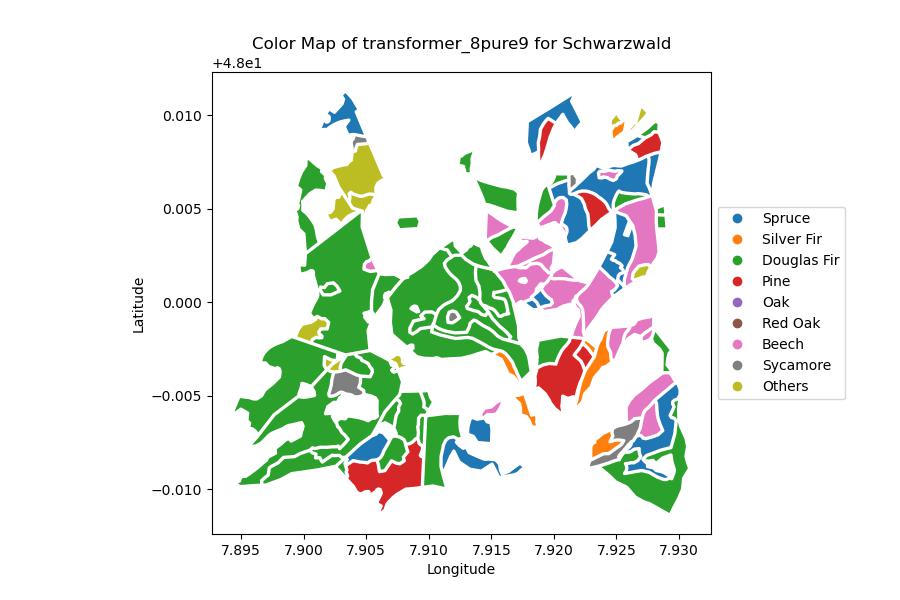 Color Map of transformer_8pure9 for Schwarzwald
+4.8e1
0.010
0.005
0.000
−0.005
−0.010
Latitude
7.895 7.900 7.905 7.910 7.915 7.920 7.925 7.930
Longitude
Spruce
Silver Fir
Douglas Fir
Pine
Oak
Red Oak
Beech
Sycamore
Others